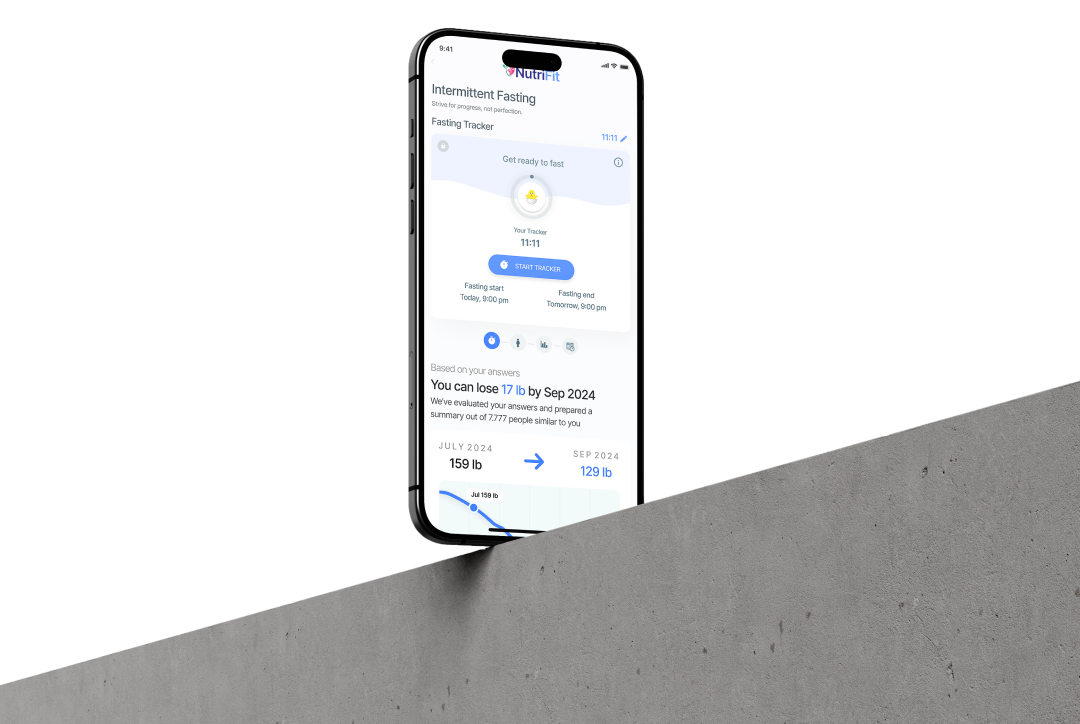 9:41
NutriFit
Intermittent Fasting
Strive for progress, not perfection.
Fasting Tracker
11:11
Get ready to fast
Your Tracker
11:11
START TRACKER
Fasting start
Today, 9:00 pm
Fasting end
Tomorrow, 9:00 pm
Based on your answers
You can lose 17 lb by Sep 2024
We've evaluated your answers and prepared a
summary out of 7.777 people similar to you
JULY 2024
159 lb
SEP 2024
129 lb
Jul 159 lb